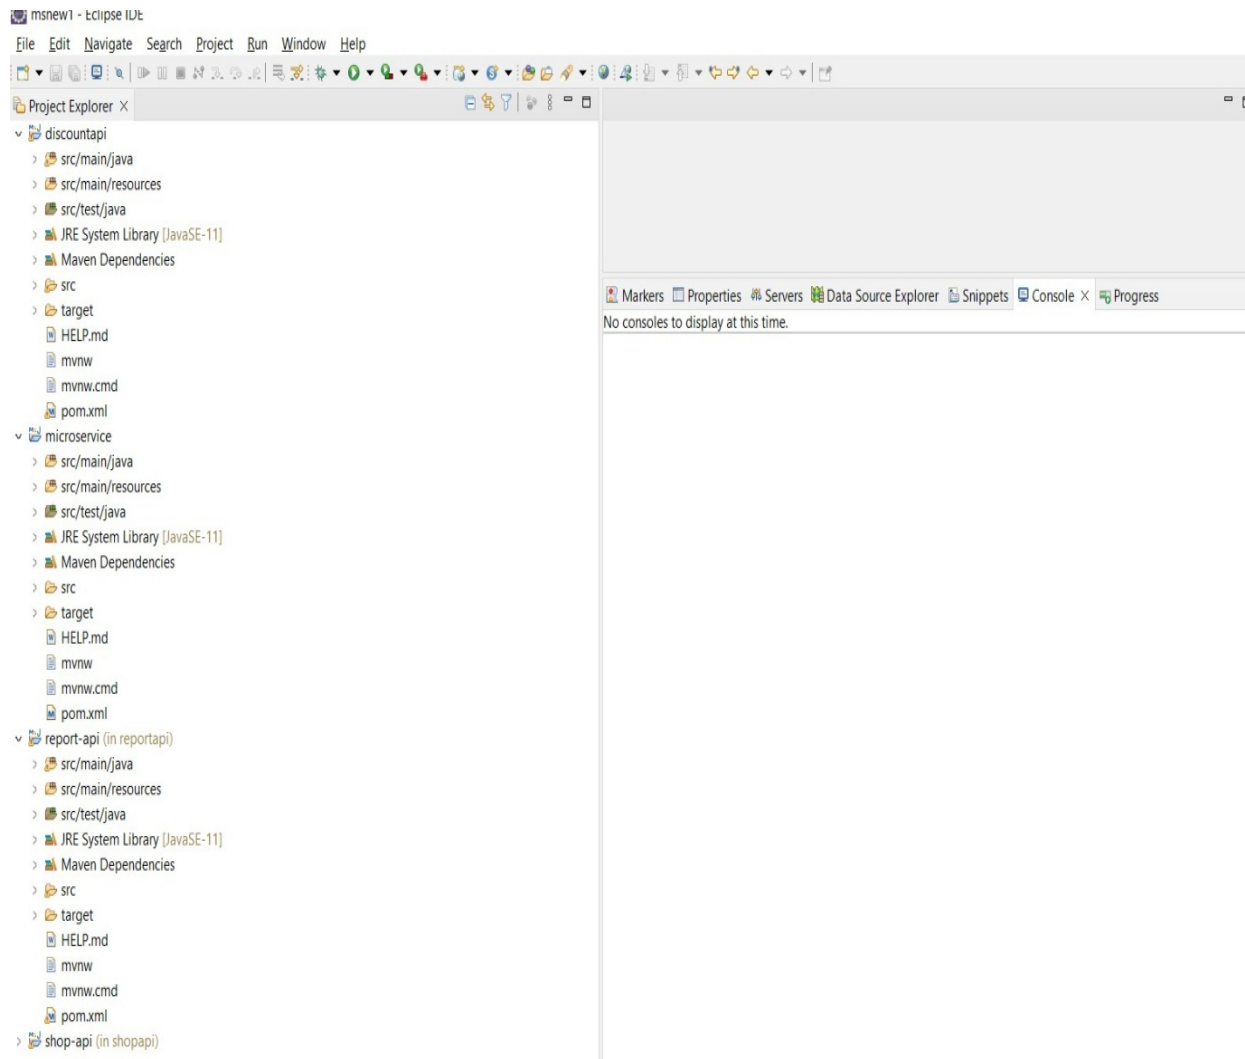 msnew1 - Eclipse IDE
File Edit Navigate Search Project Run Window Help
Project Explorer
discountapi
src/main/java
src/main/resources
src/test/java
JRE System Library [JavaSE-11]
Maven Dependencies
src
target
HELP.md
mvnw
mvnw.cmd
pom.xml
microservice
src/main/java
src/main/resources
src/test/java
JRE System Library [JavaSE-11]
Maven Dependencies
src
target
HELP.md
mvnw
mvnw.cmd
pom.xml
report-api (in reportapi)
src/main/java
src/main/resources
src/test/java
JRE System Library [JavaSE-11]
Maven Dependencies
src
target
HELP.md
mvnw
mvnw.cmd
pom.xml
shop-api (in shopapi)
Markers Properties Servers Data Source Explorer Snippets Console Progress
No consoles to display at this time.